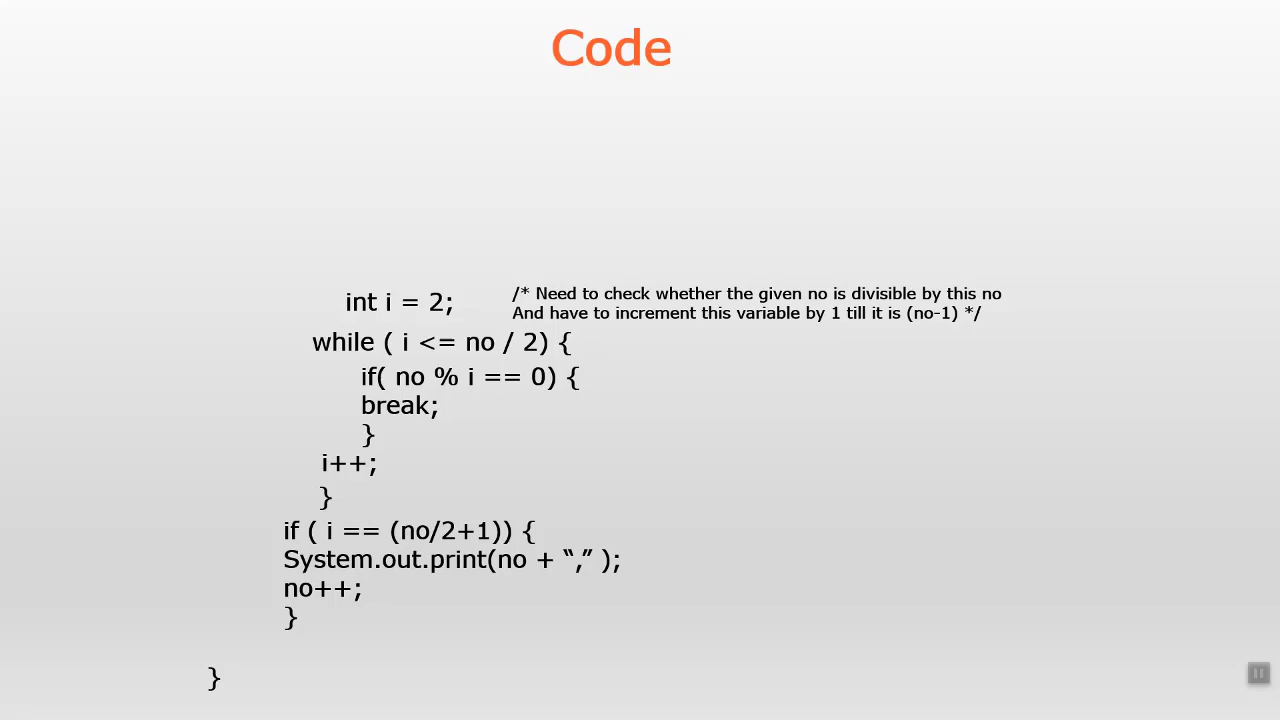 Code
int i = 2;
/* Need to check whether the given no is divisible by this no
And have to increment this variable by 1 till it is (no-1) */
while ( i <= no / 2) {
if( no % i == 0) {
break;
}
i++;
}
if ( i == (no/2+1)) {
System.out.print(no + “,” );
no++;
}
}